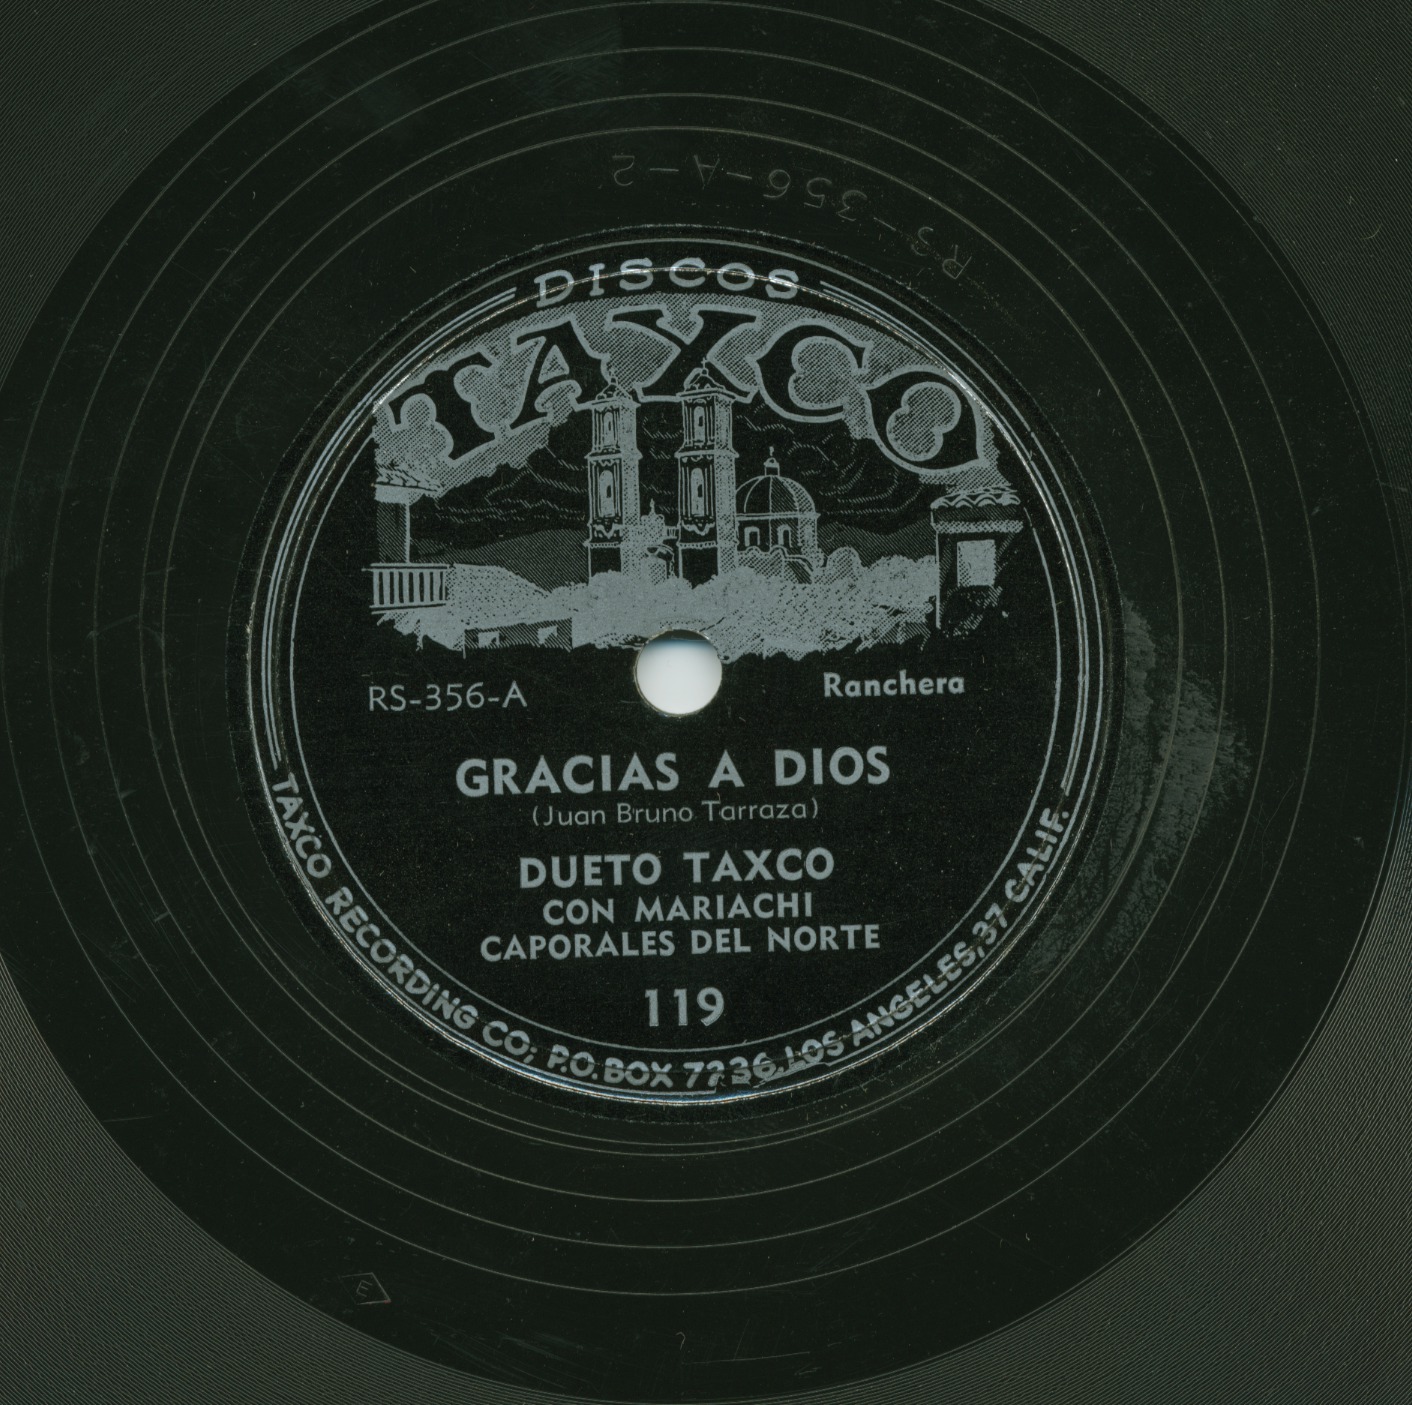 RS-356-A-2
DISCOS
TAXCO
RS-356-A
Ranchera
GRACIAS A DIOS
(Juan Bruno Tarraza)
DUETO TAXCO
CON MARIACHI
CAPORALES DEL NORTE
119
TAXCO RECORDING CO; P.O. BOX 7236, LOS ANGELES, 37 CALIF.
E